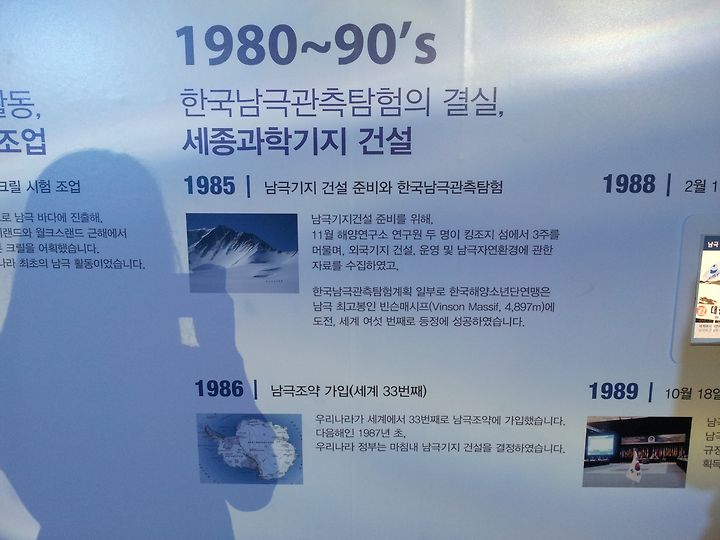 1980~90's
한국남극관측탐험의 결실,
세종과학기지 건설
활동,
조업
크릴 시험 조업
로 남극 바다에 진출해,
랜드와 윌크스랜드 근해에서
크릴을 어획했습니다.
나라 최초의 남극 활동이었습니다.
1985 | 남극기지 건설 준비와 한국남극관측탐험
남극기지건설 준비를 위해,
11월 해양연구소 연구원 두 명이 킹조지 섬에서 3주를
머물며, 외국기지 건설, 운영 및 남극자연환경에 관한
자료를 수집하였고,
한국남극관측탐험계획 일부로 한국해양소년단연맹은
남극 최고봉인 빈슨매시프(Vinson Massif, 4,897m)에
도전, 세계 여섯 번째로 등정에 성공하였습니다.
1986 | 남극조약 가입(세계 33번째)
우리나라가 세계에서 33번째로 남극조약에 가입했습니다.
다음해인 1987년 초,
우리나라 정부는 마침내 남극기지 건설을 결정하였습니다.
1988 | 2월 1
남극
1989 | 10월 18일
남극
규정
획득